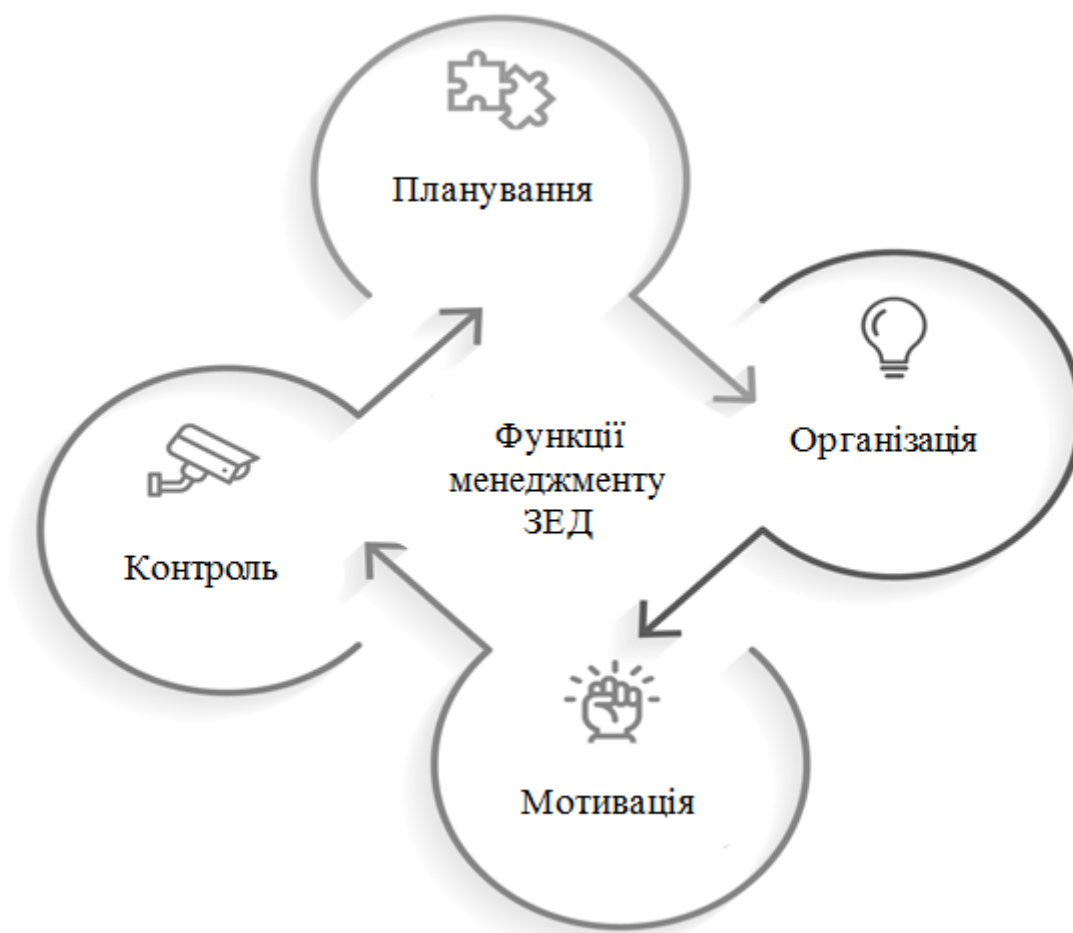 Планування
Організація
Функції
менеджменту
ЗЕД
Контроль
Мотивація